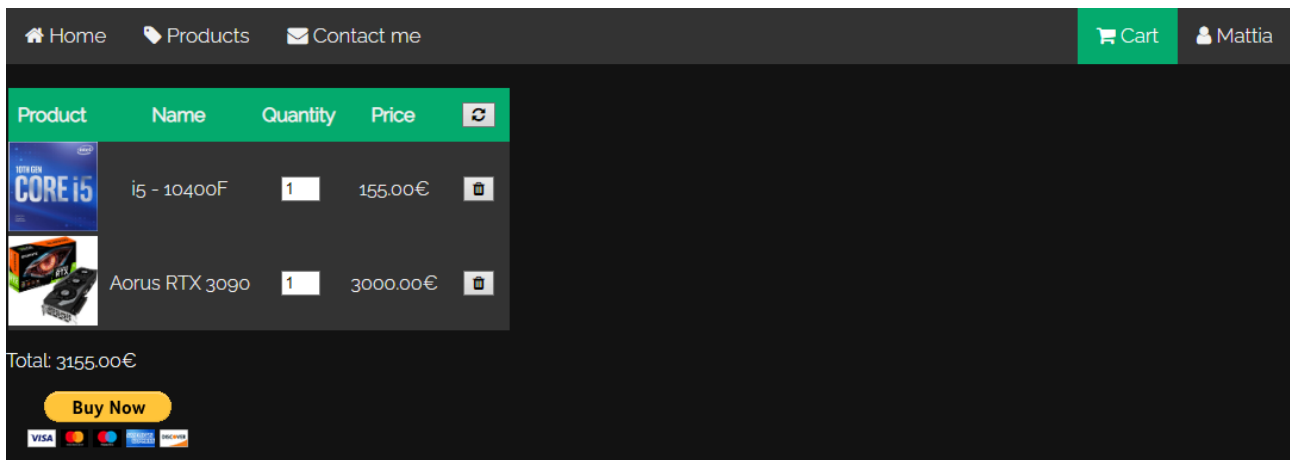 Home Products Contact me Cart Mattia
Product Name Quantity Price
intel
10TH GEN
CORE i5
i5 - 10400F 1 155.00€
RTX
Aorus RTX 3090 1 3000.00€
Total: 3155.00€
Buy Now
VISA DISCOVER